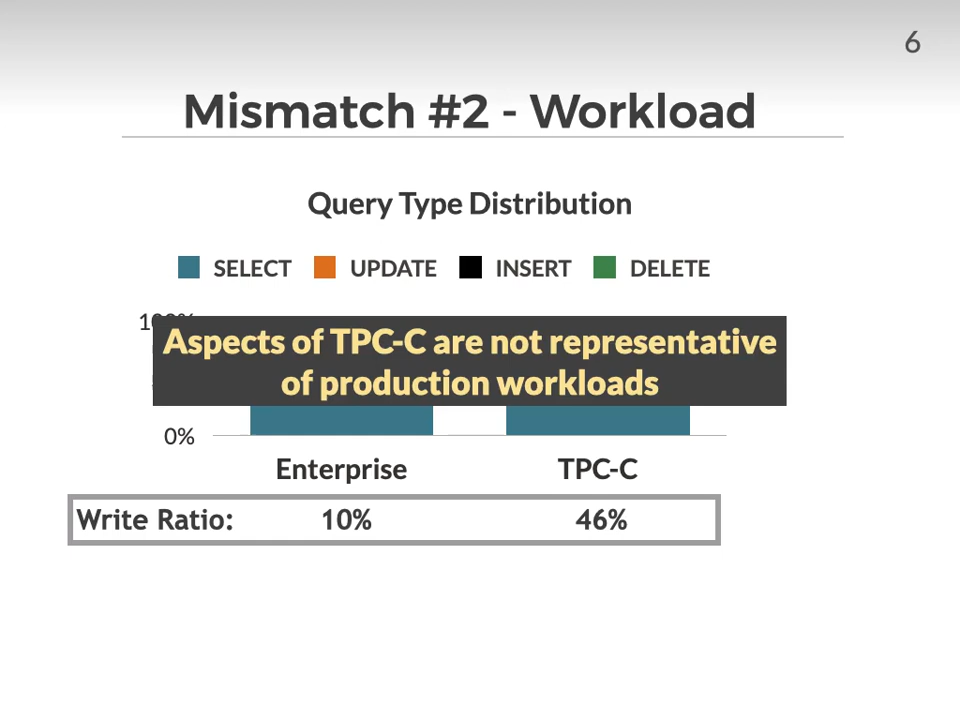 6
Mismatch #2 - Workload
Query Type Distribution
SELECT UPDATE INSERT DELETE
Aspects of TPC-C are not representative
of production workloads
0%
Enterprise TPC-C
Write Ratio: 10% 46%